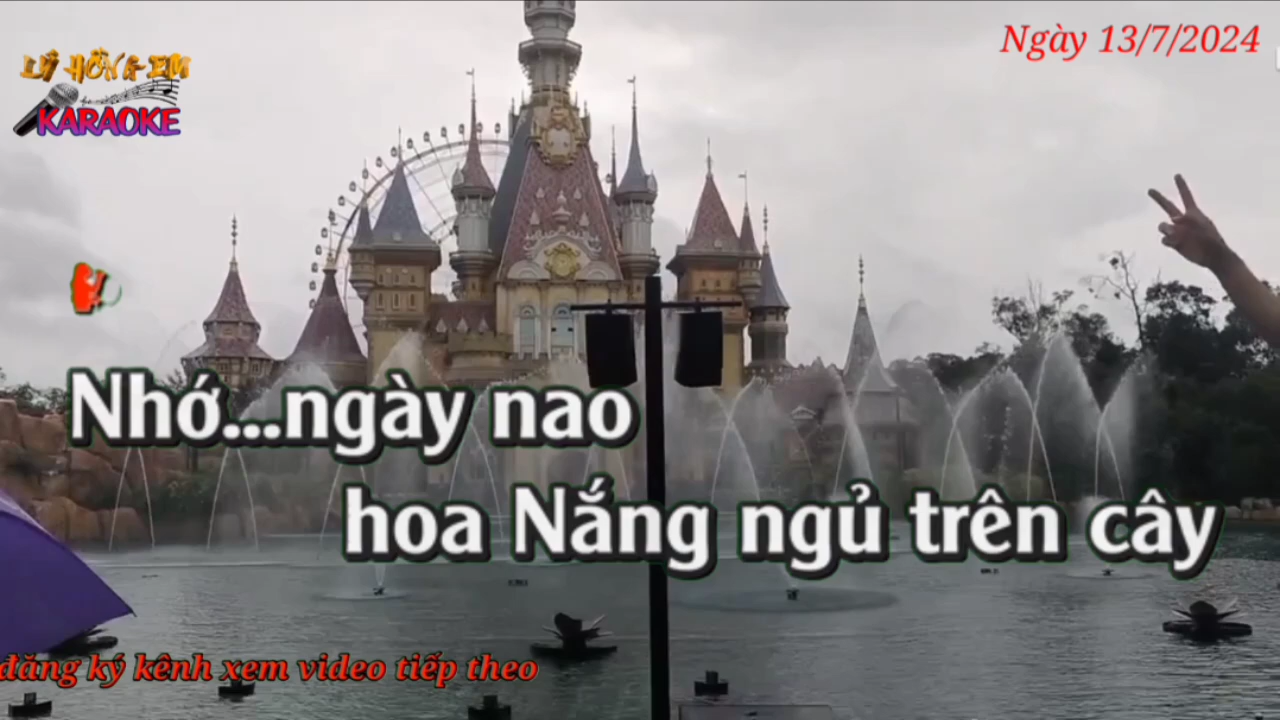 Ngày 13/7/2024
LÝ HỒNG EM
KARAOKE
Nhớ...ngày nao
hoa Nắng ngủ trên cây
đăng ký kênh xem video tiếp theo